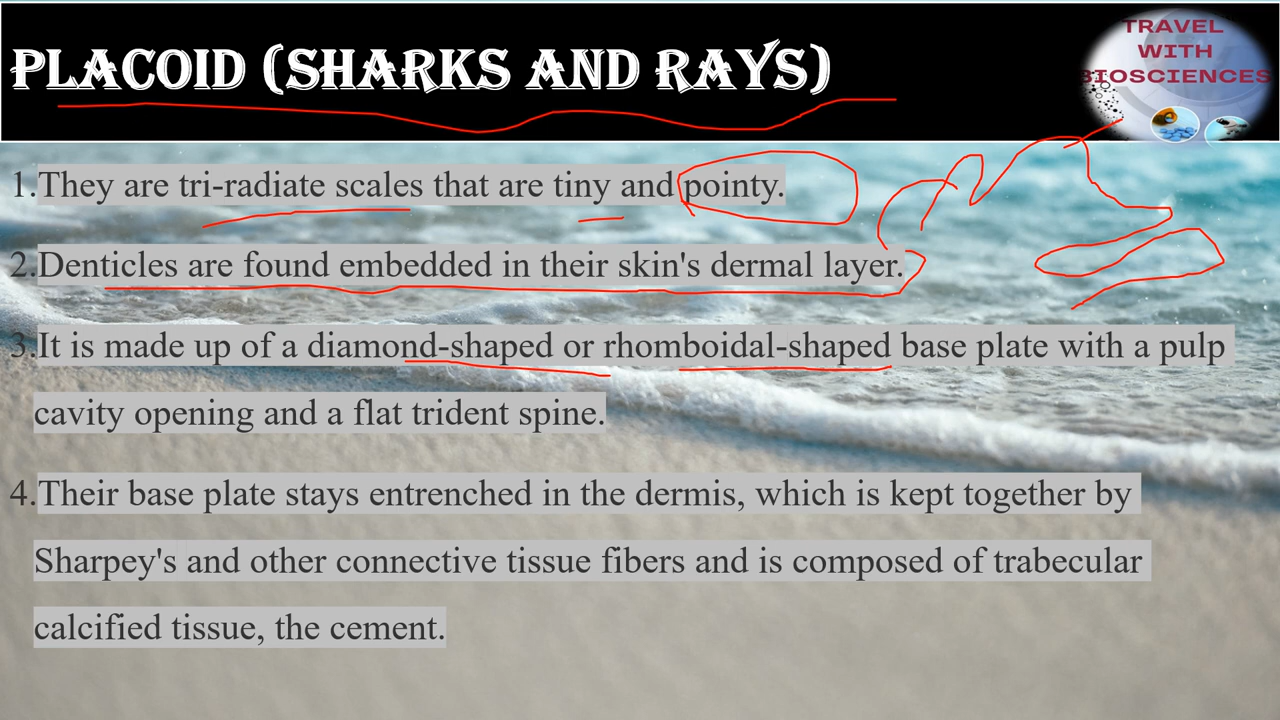 PLACOID (SHARKS AND RAYS)
TRAVEL
WITH
BIOSCIENCES
1.They are tri-radiate scales that are tiny and pointy.
2.Denticles are found embedded in their skin's dermal layer.
3.It is made up of a diamond-shaped or rhomboidal-shaped base plate with a pulp
cavity opening and a flat trident spine.
4.Their base plate stays entrenched in the dermis, which is kept together by
Sharpey's and other connective tissue fibers and is composed of trabecular
calcified tissue, the cement.